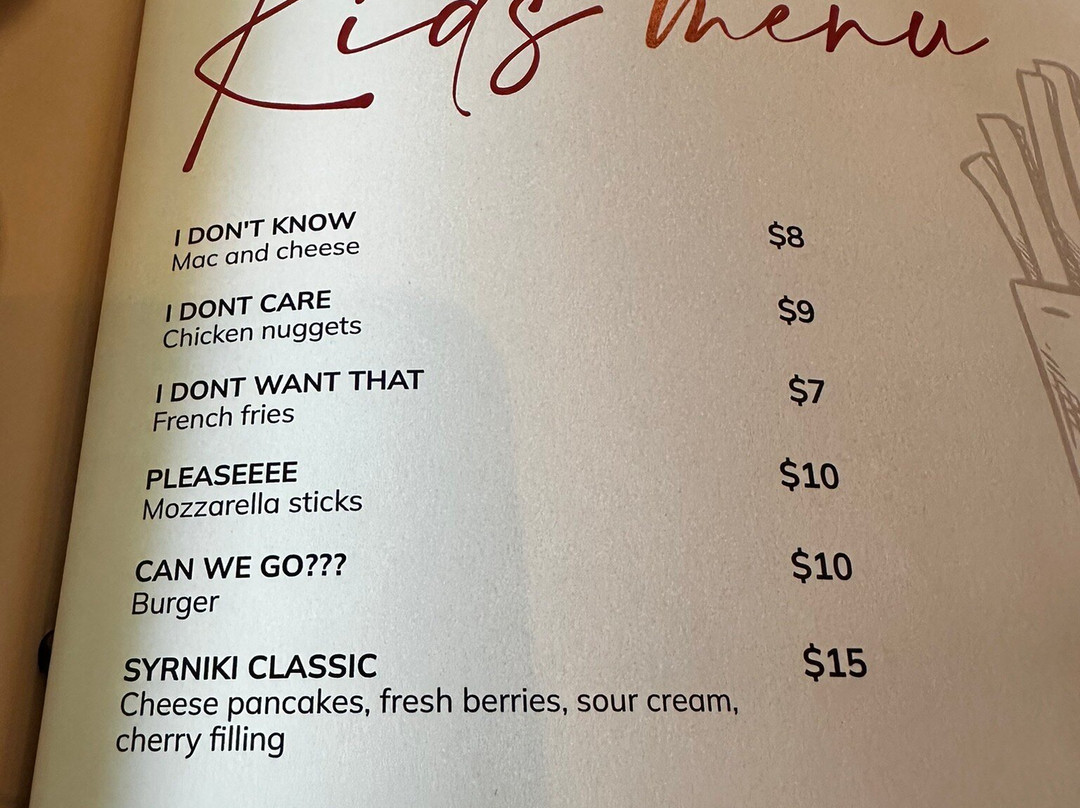 Kids menu
I DON'T KNOW $8
Mac and cheese
I DONT CARE $9
Chicken nuggets
I DONT WANT THAT $7
French fries
PLEASEEEE $10
Mozzarella sticks
CAN WE GO??? $10
Burger
SYRNIKI CLASSIC $15
Cheese pancakes, fresh berries, sour cream,
cherry filling